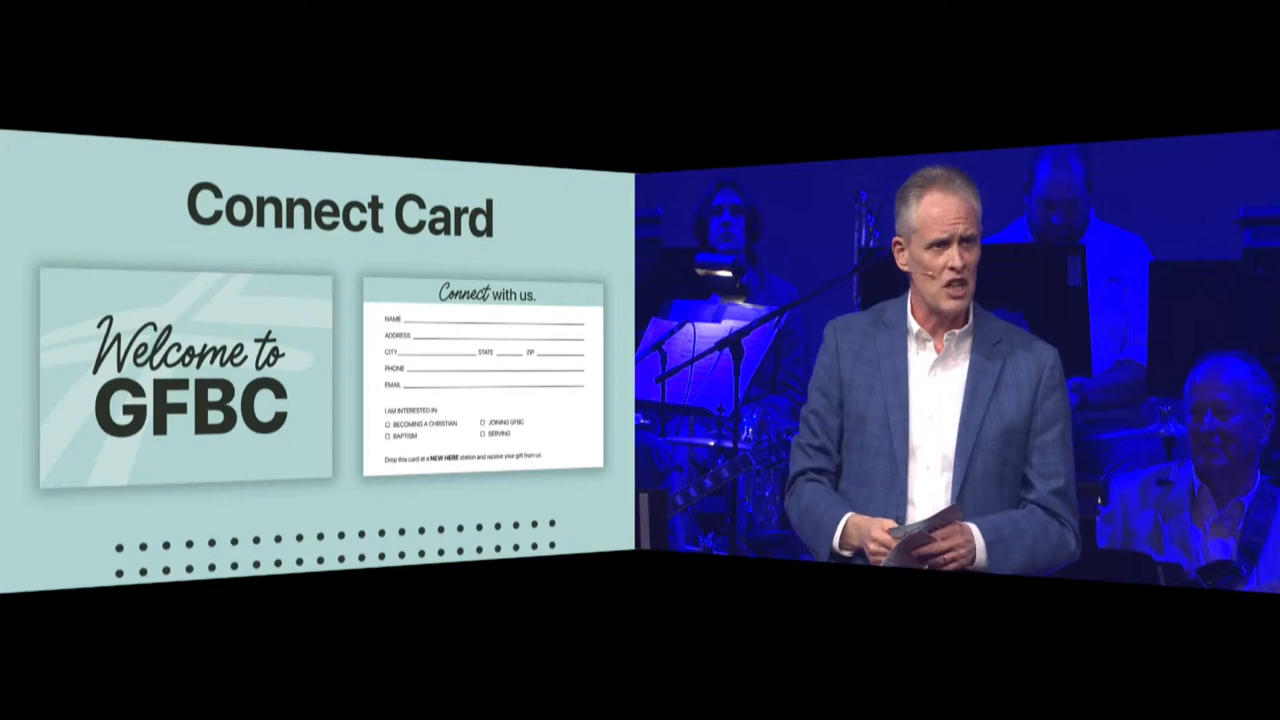 Connect Card
Welcome to
GFBC
Connect with us.
NAME
ADDRESS
CITY STATE ZIP
PHONE
EMAIL
I AM INTERESTED IN:
BECOMING A CHRISTIAN JOINING GFBC
BAPTISM SERVING
Drop this card at a NEW HERE station and receive your gift from us.